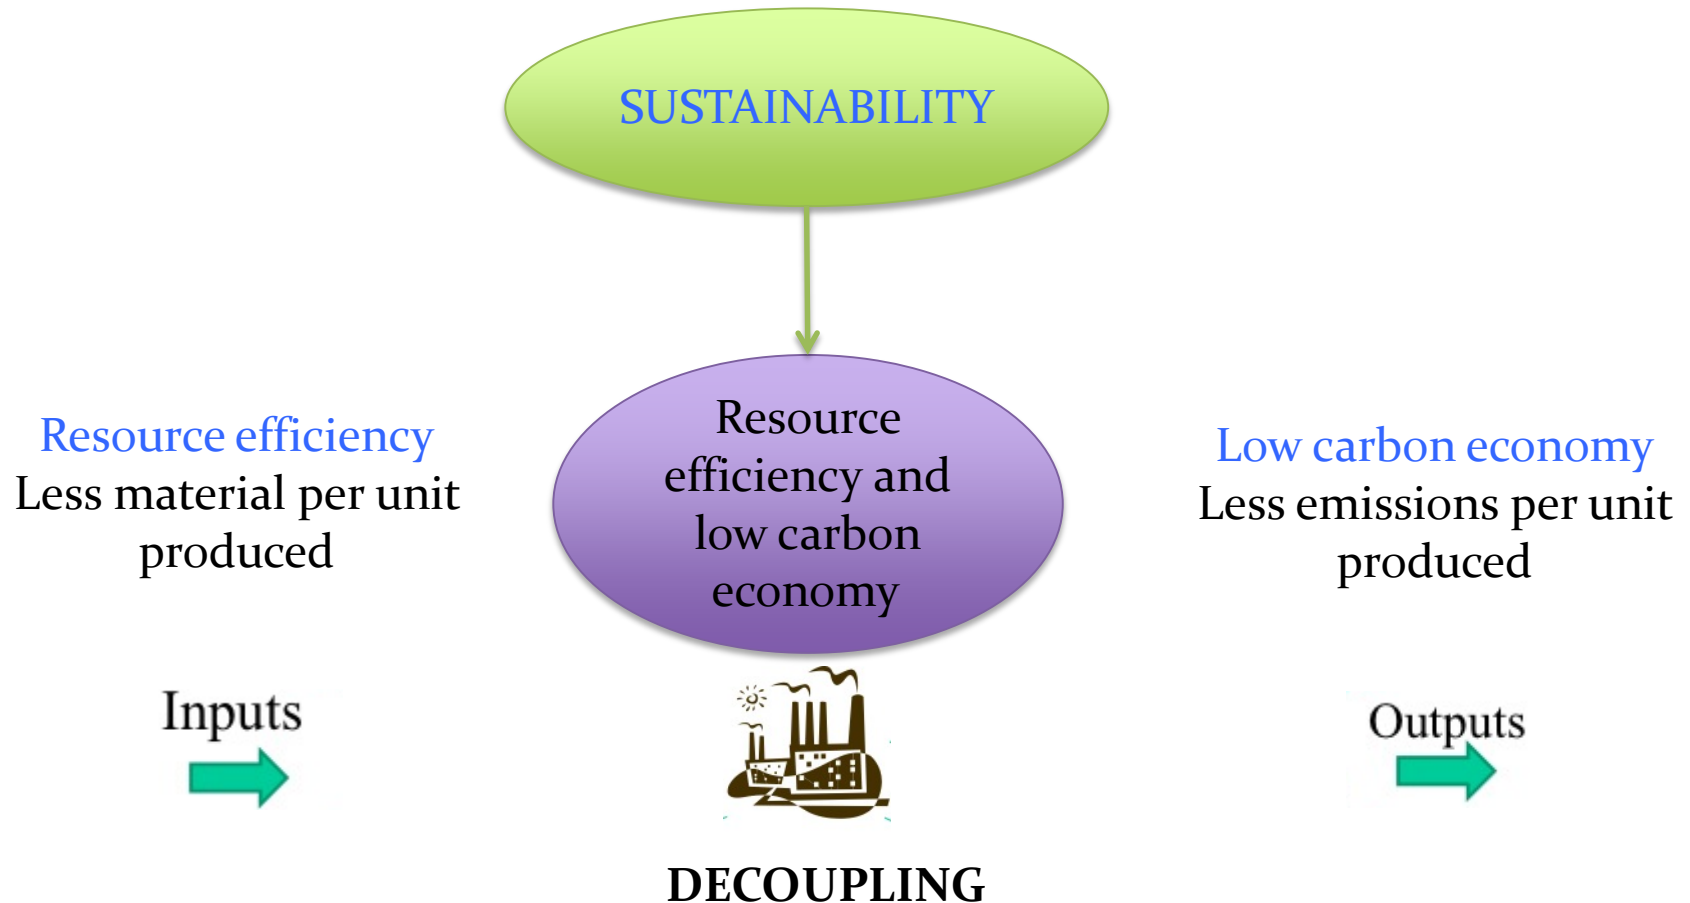 SUSTAINABILITY
Resource efficiency
Less material per unit
produced
Resource
efficiency and
low carbon
economy
Low carbon economy
Less emissions per unit
produced
Inputs
Outputs
DECOUPLING